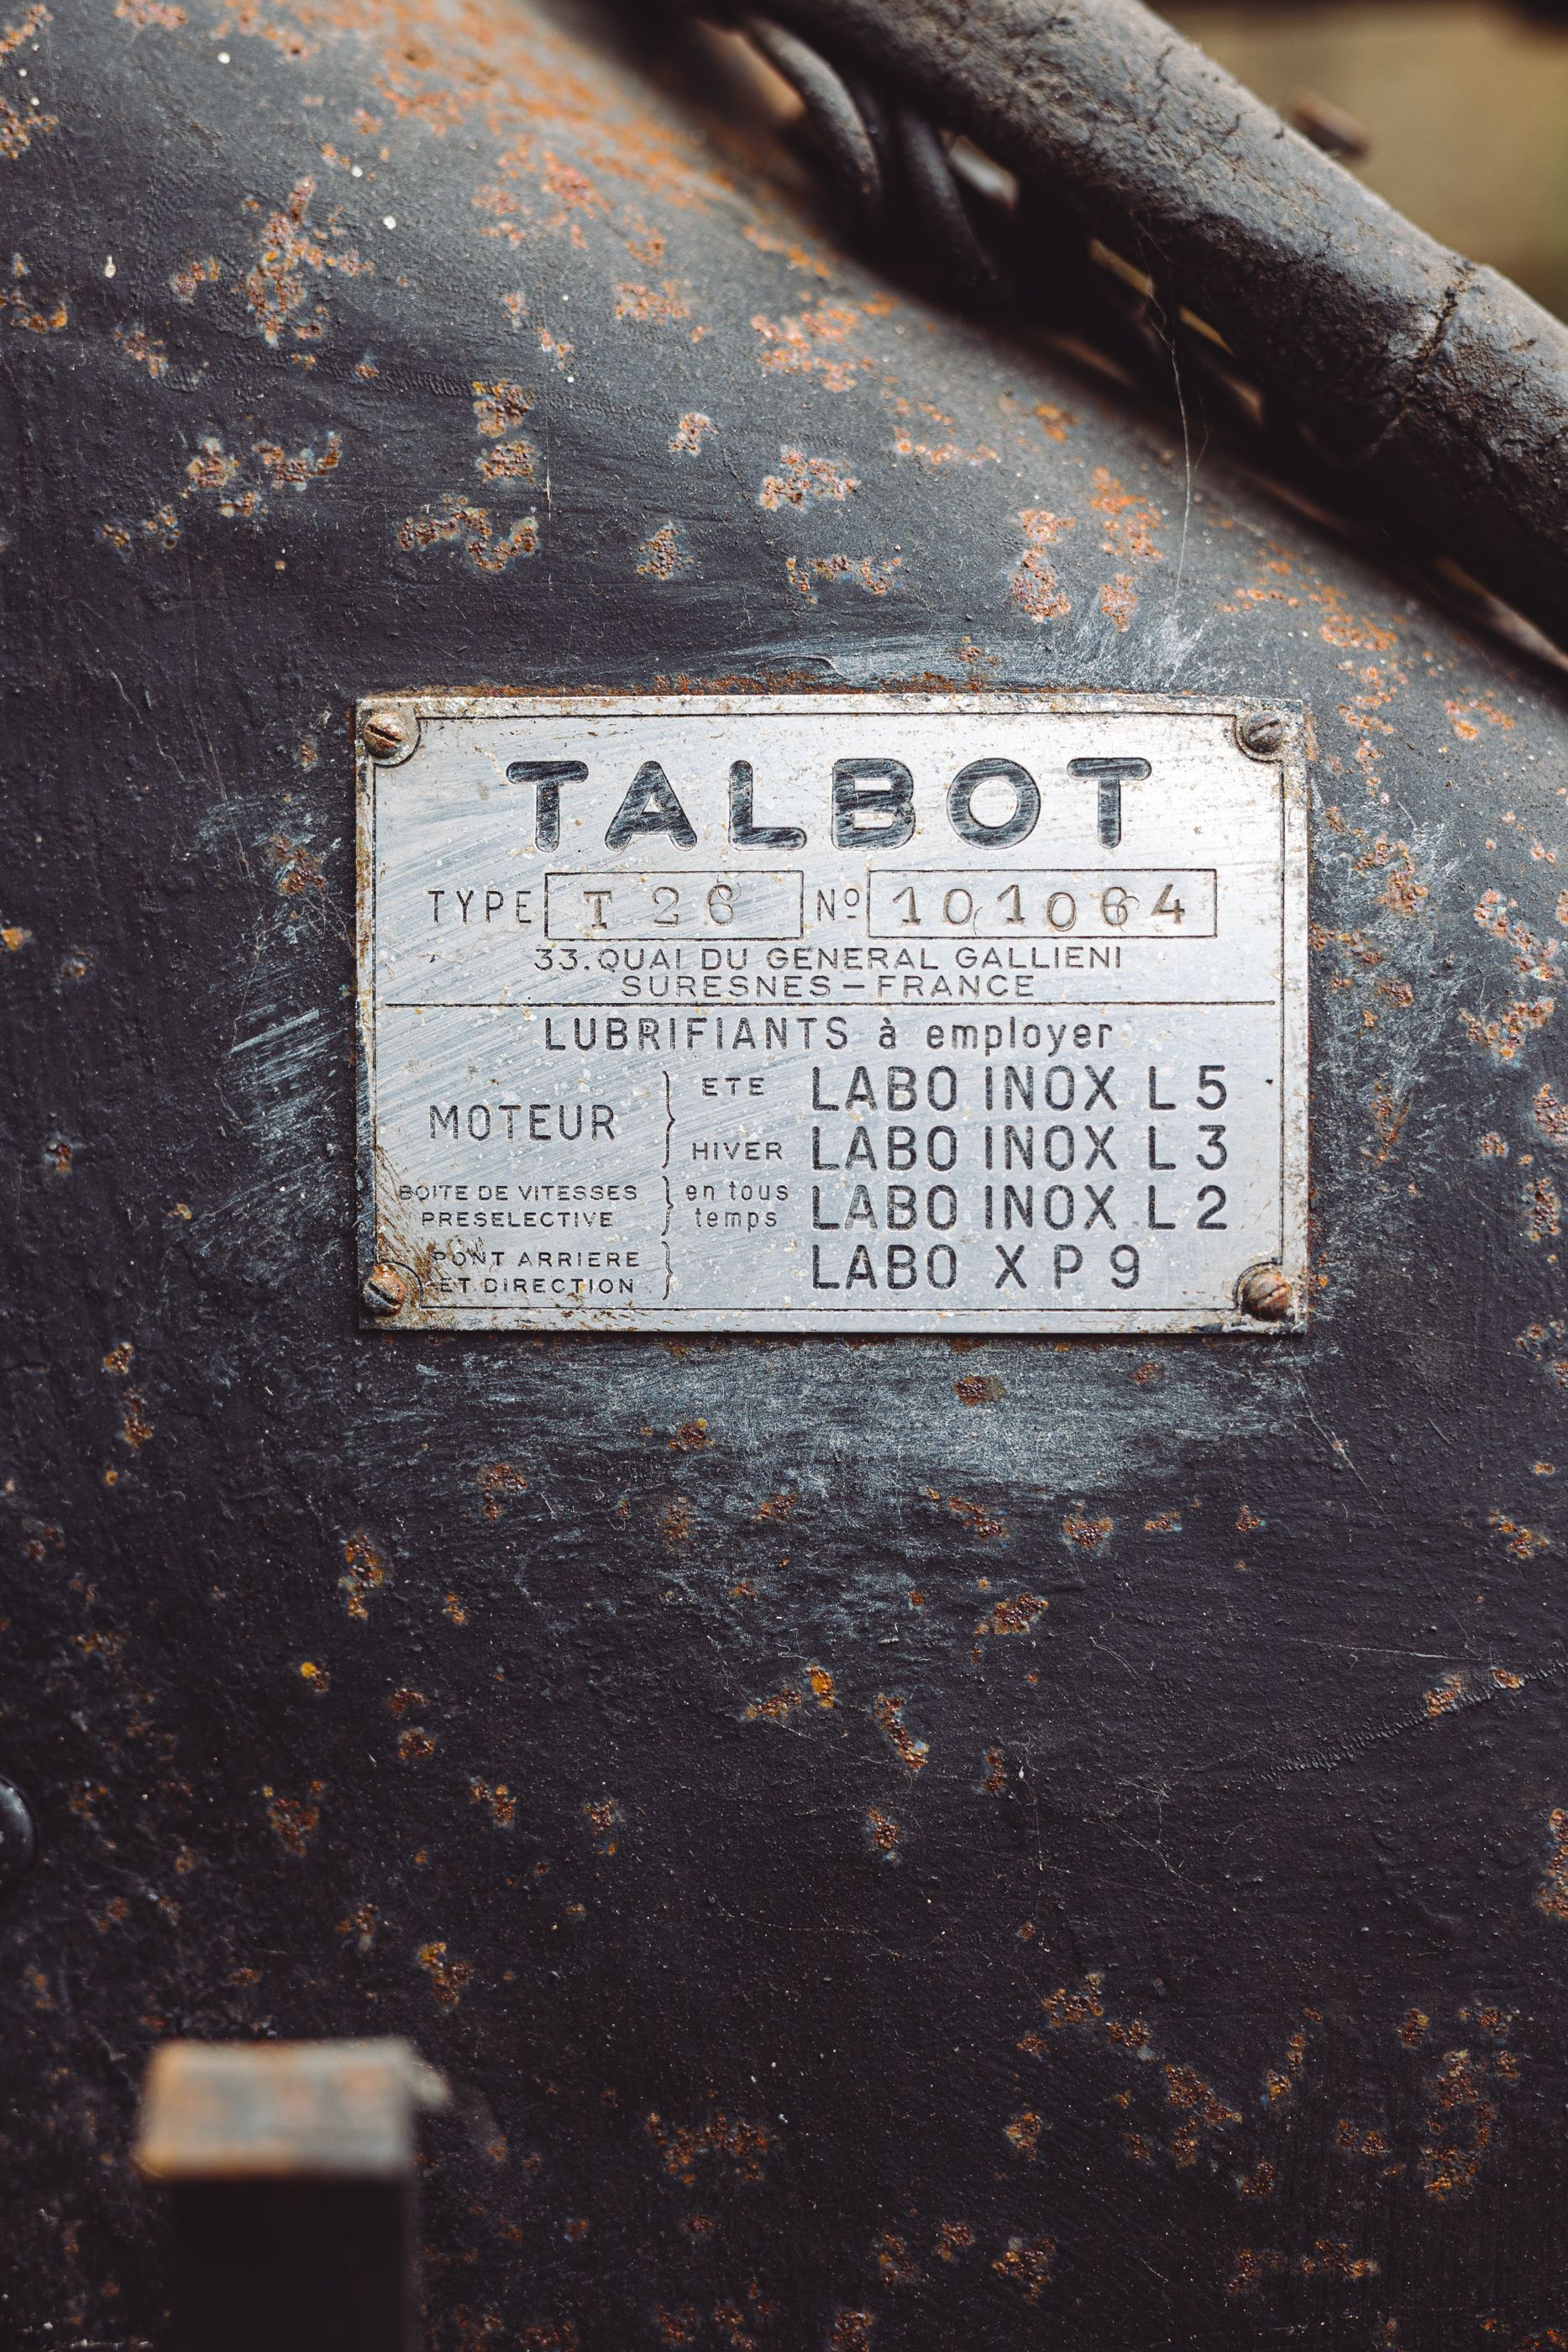 TALBOT
TYPE T 26 Nº 101064
33.QUAI DU GENERAL GALLIENI
SURESNES – FRANCE
LUBRIFIANTS à employer
MOTEUR } ETE LABO INOX L 5
HIVER LABO INOX L 3
BOITE DE VITESSES PRESELECTIVE } en tous temps LABO INOX L 2
PONT ARRIERE ET DIRECTION } LABO X P 9